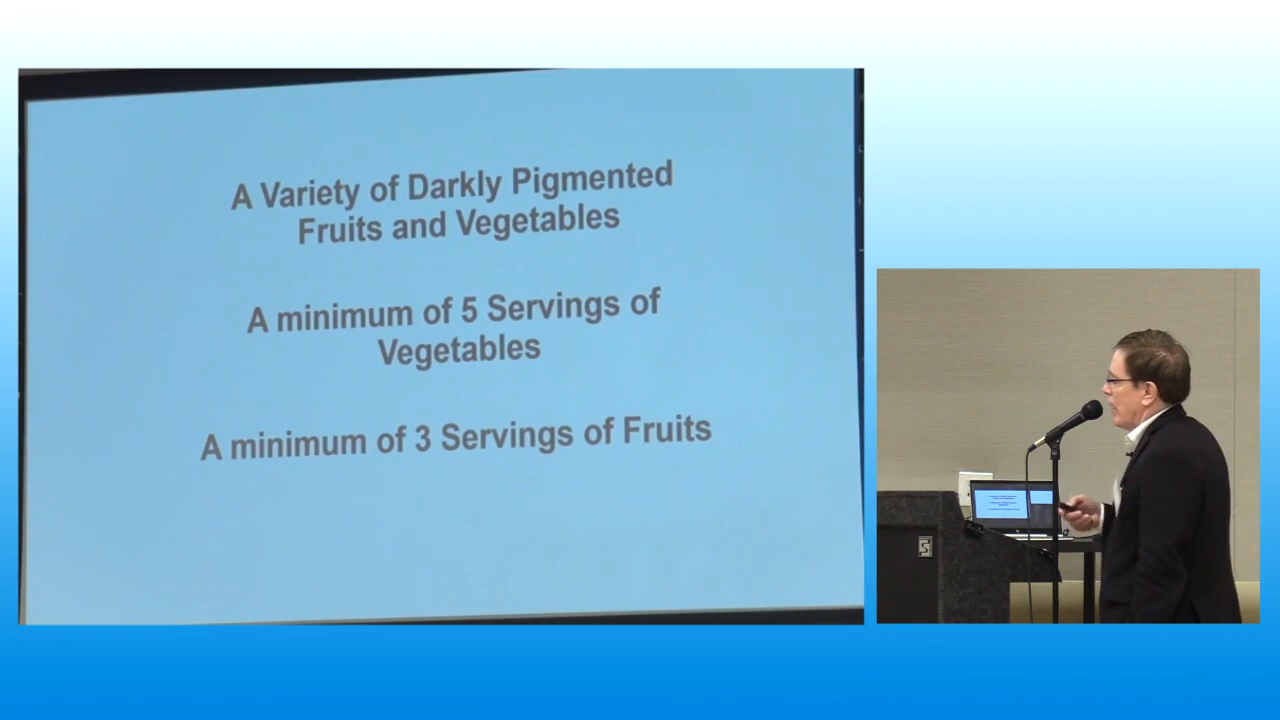 A Variety of Darkly Pigmented
Fruits and Vegetables
A minimum of 5 Servings of
Vegetables
A minimum of 3 Servings of Fruits